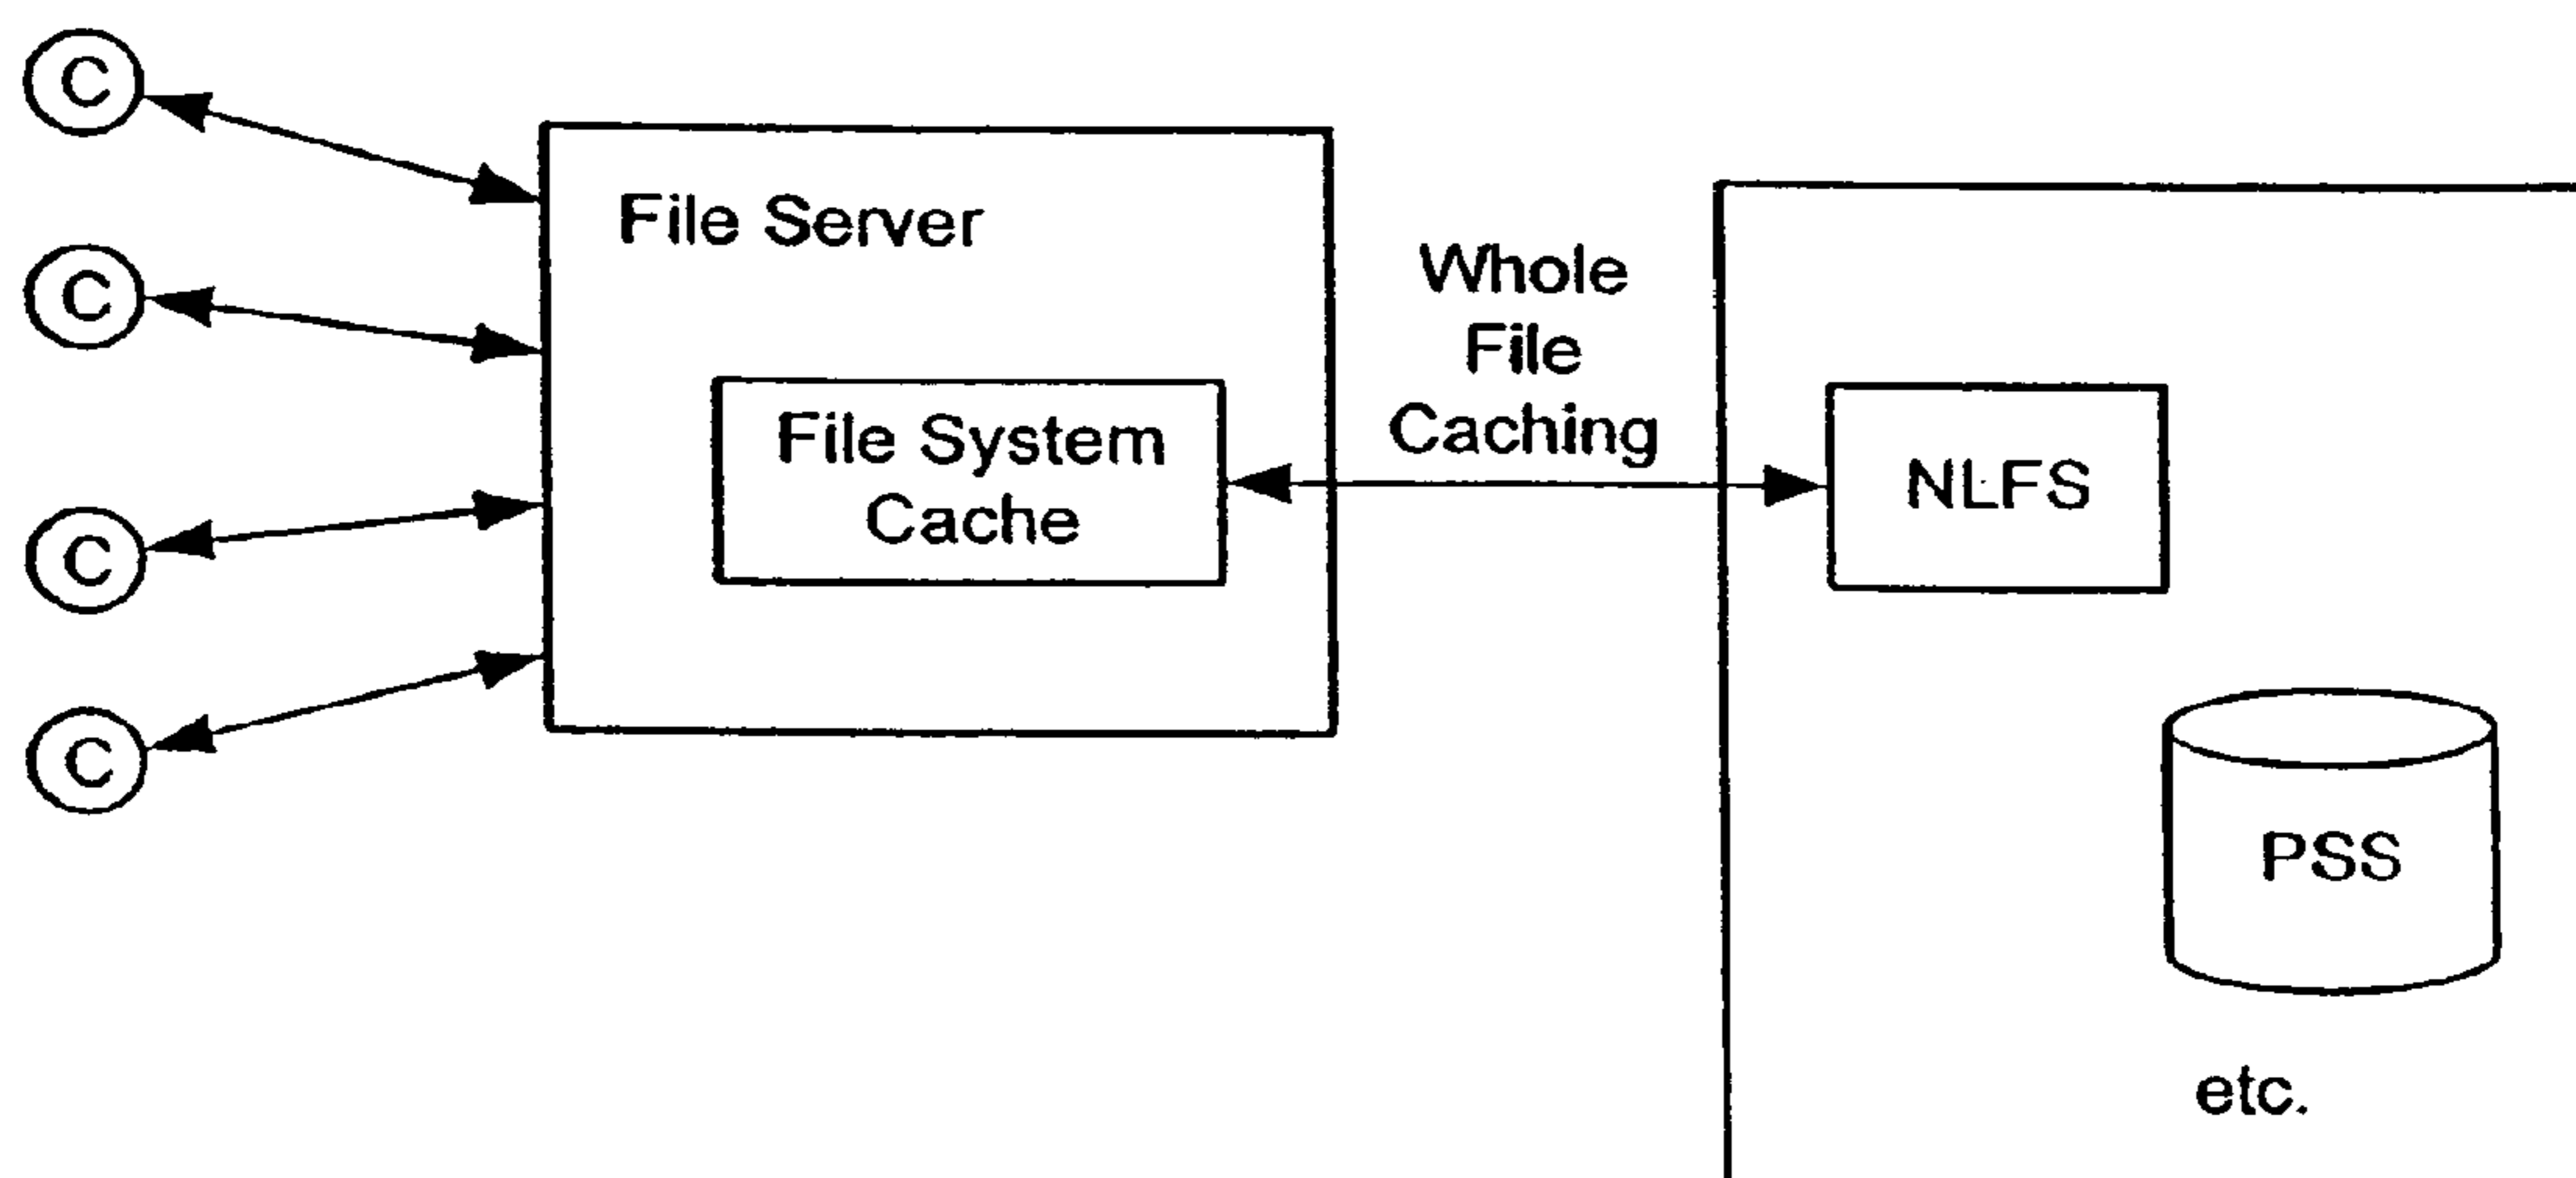 C
C
C
C
File Server
File System
Cache
Whole
File
Caching
NLFS
PSS
etc.